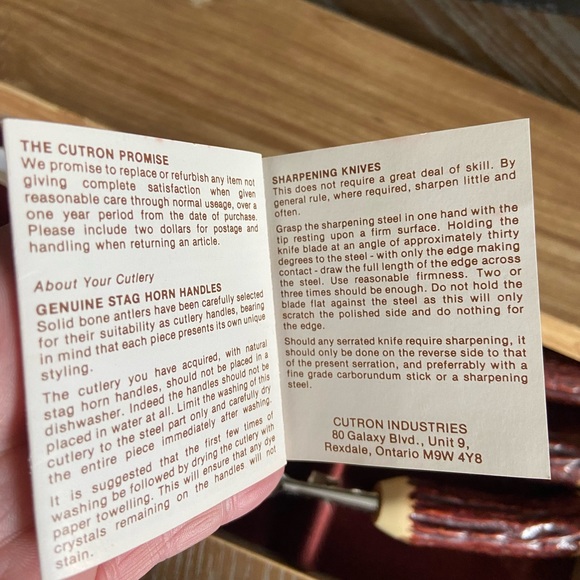 THE CUTRON PROMISE
We promise to replace or refurbish any item not
giving complete satisfaction when given
reasonable care through normal useage, over a
one year period from the date of purchase.
Please include two dollars for postage and
handling when returning an article.
About Your Cutlery
GENUINE STAG HORN HANDLES
Solid bone antlers have been carefully selected
for their suitability as cutlery handles, bearing
in mind that each piece presents its own unique
styling.
The cutlery you have acquired, with natural
stag horn handles, should not be placed in a
dishwasher. Indeed the handles should not be
placed in water at all. Limit the washing of this
cutlery to the steel part only and carefully dry
the entire piece immediately after washing.
It is suggested that the first few times of
washing be followed by drying the cutlery with
paper towelling. This will ensure that any dye
crystals remaining on the handles will not
stain.
SHARPENING KNIVES
This does not require a great deal of skill. By
general rule, where required, sharpen little and
often.
Grasp the sharpening steel in one hand with the
tip resting upon a firm surface. Holding the
knife blade at an angle of approximately thirty
degrees to the steel - with only the edge making
contact - draw the full length of the edge across
the steel. Use reasonable firmness. Two or
three times should be enough. Do not hold the
blade flat against the steel as this will only
scratch the polished side and do nothing for
the edge.
Should any serrated knife require sharpening, it
should only be done on the reverse side to that
of the present serration, and preferrably with a
fine grade carborundum stick or a sharpening
steel.
CUTRON INDUSTRIES
80 Galaxy Blvd., Unit 9,
Rexdale, Ontario M9W 4Y8